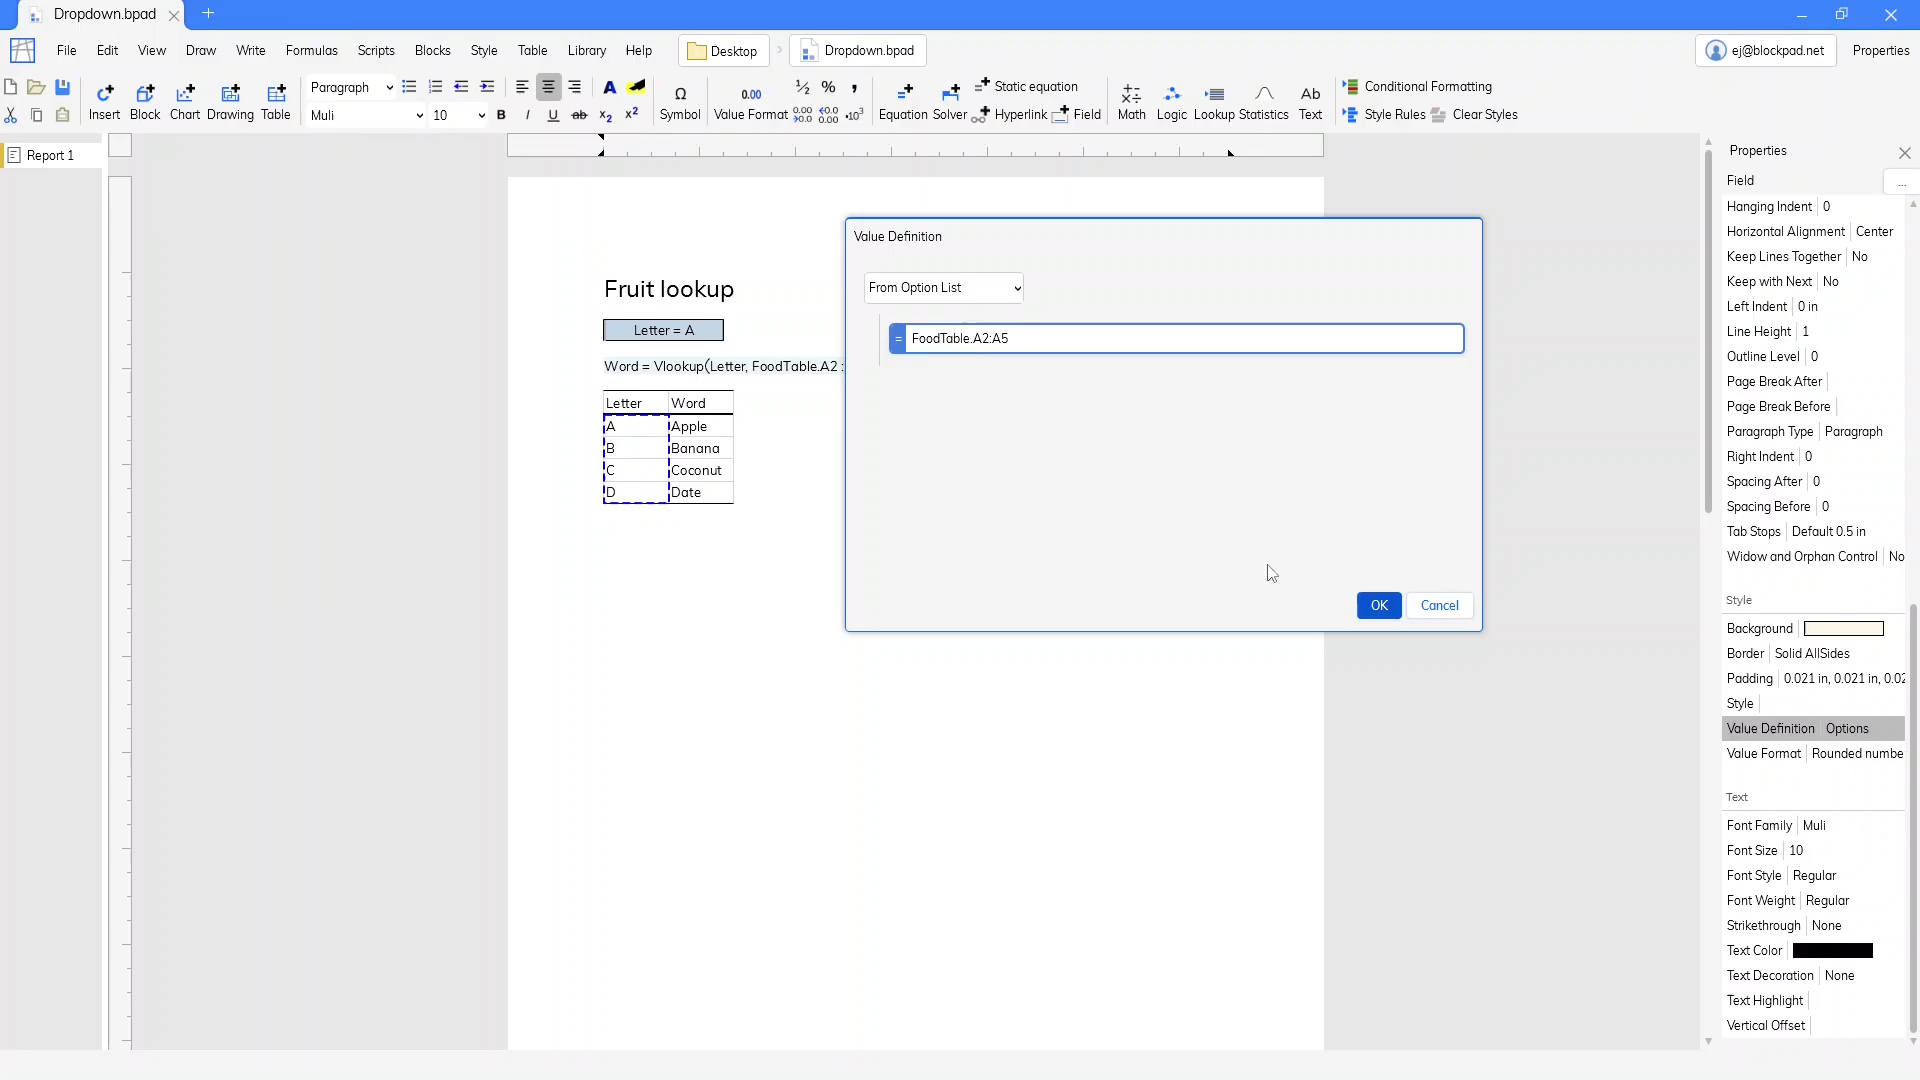 Dropdown.bpad
File Edit View Draw Write Formulas Scripts Blocks Style Table Library Help Desktop Dropdown.bpad ej@blockpad.net Properties
Paragraph ½ % , Static equation Conditional Formatting
Insert Block Chart Drawing Table Muli 10 B I U ab x₂ x² Symbol Value Format Equation Solver Hyperlink Field Math Logic Lookup Statistics Text Style Rules Clear Styles
Report 1
Fruit lookup
Letter = A
Word = Vlookup(Letter, FoodTable.A2 :
Letter Word
A Apple
B Banana
C Coconut
D Date
Value Definition
From Option List
= FoodTable.A2:A5
OK Cancel
Properties
Field ...
Hanging Indent 0
Horizontal Alignment Center
Keep Lines Together No
Keep with Next No
Left Indent 0 in
Line Height 1
Outline Level 0
Page Break After
Page Break Before
Paragraph Type Paragraph
Right Indent 0
Spacing After 0
Spacing Before 0
Tab Stops Default 0.5 in
Widow and Orphan Control No
Style
Background
Border Solid AllSides
Padding 0.021 in, 0.021 in, 0.02
Style
Value Definition Options
Value Format Rounded numbe
Text
Font Family Muli
Font Size 10
Font Style Regular
Font Weight Regular
Strikethrough None
Text Color
Text Decoration None
Text Highlight
Vertical Offset